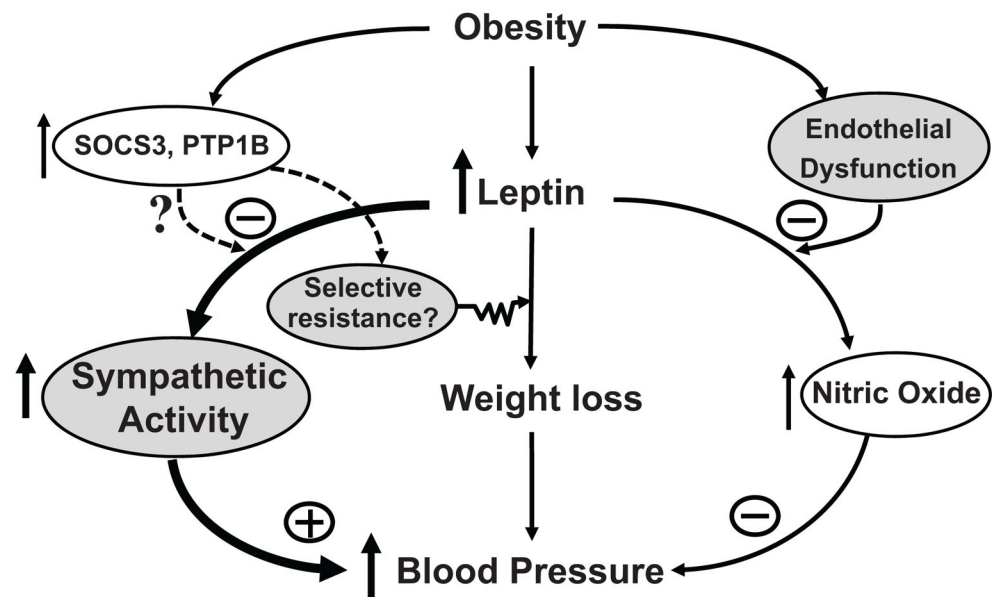 Obesity
SOCS3, PTP1B
Endothelial
Dysfunction
Leptin
?
−
−
Selective
resistance?
Sympathetic
Activity
Weight loss
Nitric Oxide
+
−
Blood Pressure